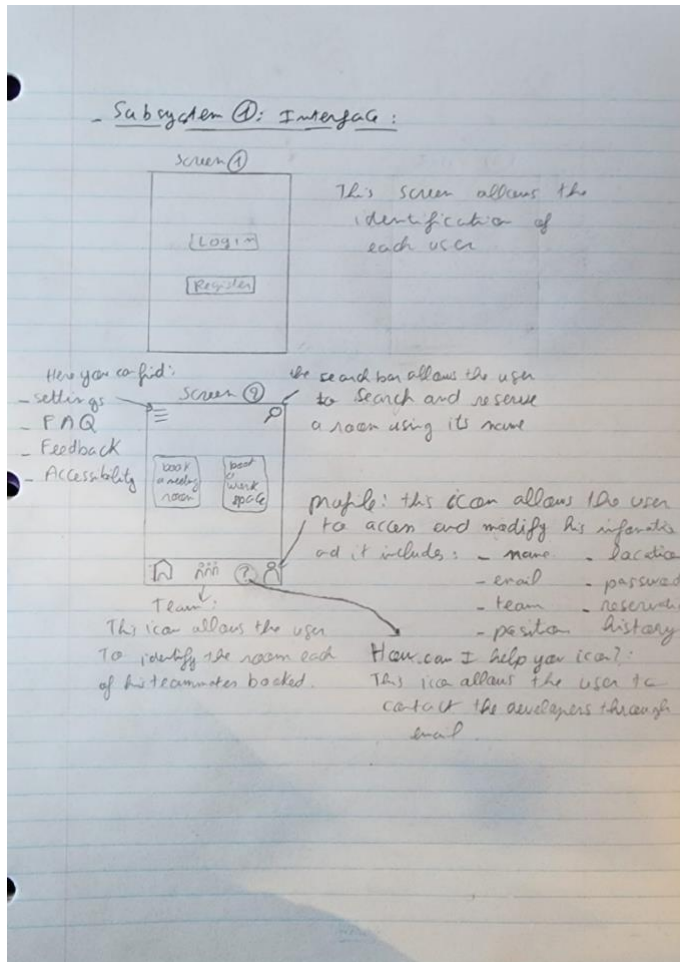 - Subsystem ①: Interface:
Screen ①
This screen allows the
identification of
each user
Login
Register
Here you can find:
- settings
- FAQ
- Feedback
- Accessibility
the search bar allows the user
to search and reserve
a room using its name
Screen ②
book
a meeting
room
book
a
work
space
profile: this icon allows the user
to access and modify his informatio
and it includes: - name - location
- email - password
- team - reservati
- position history
?
Team:
This icon allows the user
To identify the room each
of his teammates booked.
How can I help you icon?:
This icon allows the user to
contact the developers through
email.